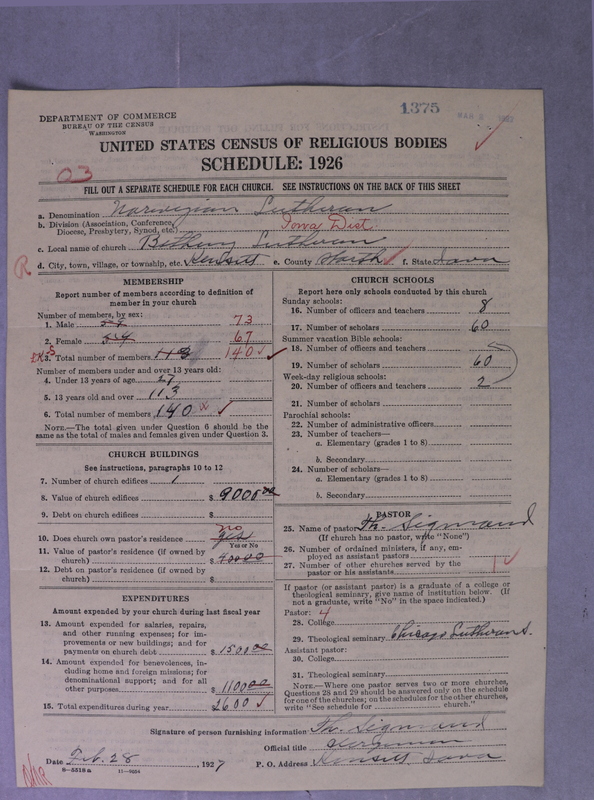 1375
DEPARTMENT OF COMMERCE
BUREAU OF THE CENSUS
WASHINGTON
UNITED STATES CENSUS OF RELIGIOUS BODIES
SCHEDULE: 1926
03
FILL OUT A SEPARATE SCHEDULE FOR EACH CHURCH. SEE INSTRUCTIONS ON THE BACK OF THIS SHEET
a. Denomination Norwegian Lutheran
b. Division (Association, Conference, Diocese, Presbytery, Synod, etc.) Iowa Dist.
c. Local name of church Bethany Lutheran
R d. City, town, village, or township, etc. Kensett e. County Worth f. State Iowa
MEMBERSHIP
Report number of members according to definition of
member in your church
Number of members, by sex:
1. Male 73
2. Female 67
3. Total number of members 113 140
Number of members under and over 13 years old:
4. Under 13 years of age 27
5. 13 years old and over 113
6. Total number of members 140
NOTE.—The total given under Question 6 should be the
same as the total of males and females given under Question 3.
CHURCH BUILDINGS
See instructions, paragraphs 10 to 12
7. Number of church edifices 1
8. Value of church edifices $ 9000.00
9. Debt on church edifices $
no
10. Does church own pastor's residence yes
Yes or No
11. Value of pastor's residence (if owned by
church) $
12. Debt on pastor's residence (if owned by
church) $
EXPENDITURES
Amount expended by your church during last fiscal year
13. Amount expended for salaries, repairs,
and other running expenses; for im-
provements or new buildings; and for
payments on church debt $ 1500.00
14. Amount expended for benevolences, in-
cluding home and foreign missions; for
denominational support; and for all
other purposes $ 1100.00
15. Total expenditures during year 2600
CHURCH SCHOOLS
Report here only schools conducted by this church
Sunday schools:
16. Number of officers and teachers 8
17. Number of scholars 60
Summer vacation Bible schools:
18. Number of officers and teachers
19. Number of scholars 60
Week-day religious schools:
20. Number of officers and teachers 2
21. Number of scholars
Parochial schools:
22. Number of administrative officers
23. Number of teachers—
a. Elementary (grades 1 to 8)
b. Secondary
24. Number of scholars—
a. Elementary (grades 1 to 8)
b. Secondary
PASTOR
25. Name of pastor Th. Sigmand
(If church has no pastor, write "None")
26. Number of ordained ministers, if any, em-
ployed as assistant pastors
27. Number of other churches served by the
pastor or his assistants 1
If pastor (or assistant pastor) is a graduate of a college or
theological seminary, give name of institution below. (If
not a graduate, write "No" in the space indicated.)
Pastor: 4
28. College
29. Theological seminary Chicago Lutheran S.
Assistant pastor:
30. College
31. Theological seminary
NOTE.—Where one pastor serves two or more churches,
Questions 28 and 29 should be answered only on the schedule
for one of the churches; on the schedules for the other churches,
write "See schedule for church."
Signature of person furnishing information Th. Sigmand
Official title Clergyman
Date Feb. 28, 1927 P. O. Address Kensett Iowa
8-5518a 11-9050